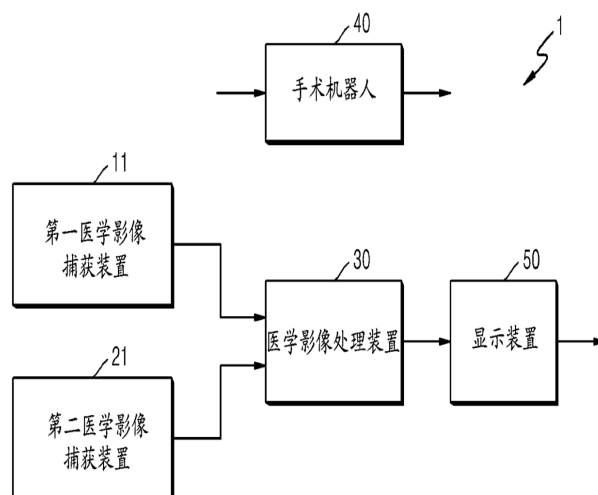 40
1
手术机器人
11
第一医学影像
捕获装置
30
医学影像处理装置
50
显示装置
21
第二医学影像
捕获装置